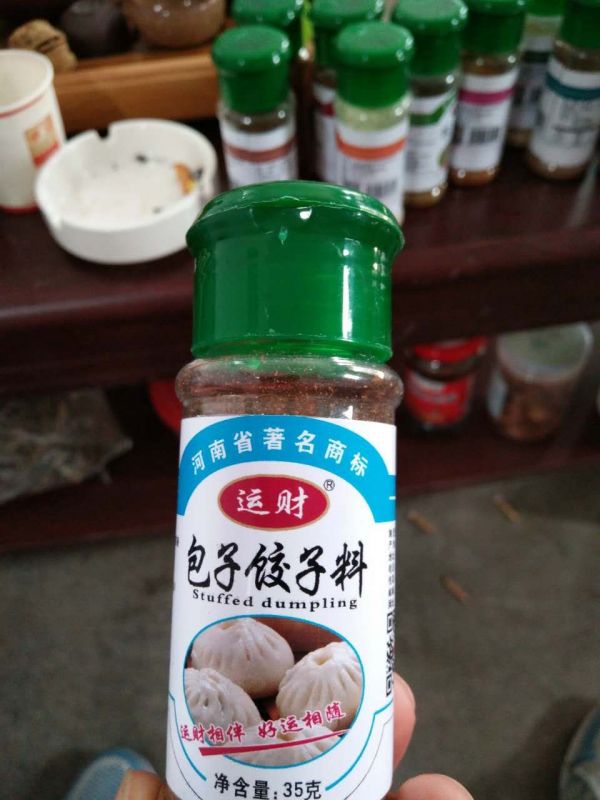 河南省著名商标
运财®
包子饺子料
Stuffed dumpling
运财相伴 好运相随
净含量:35克